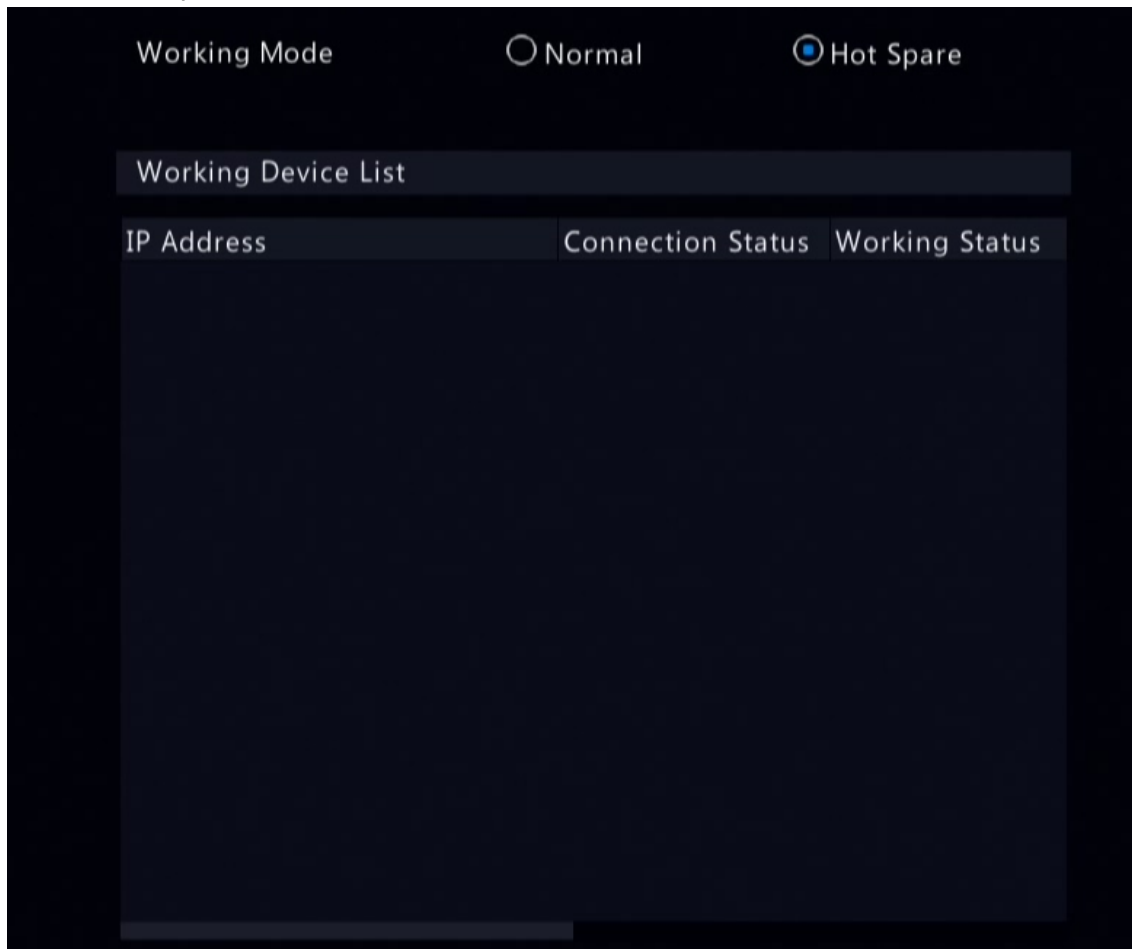 Working Mode Normal Hot Spare
Working Device List
IP Address Connection Status Working Status